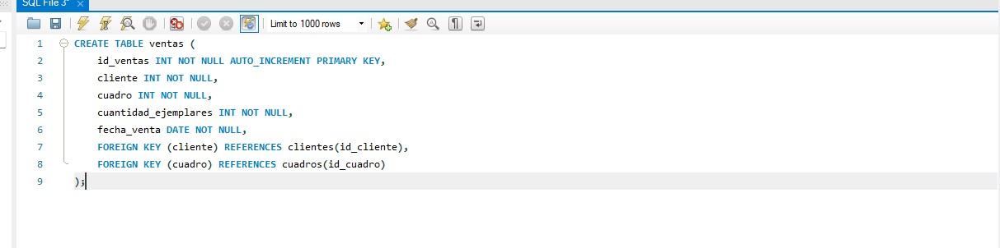 SQL File 3*
Limit to 1000 rows
1 CREATE TABLE ventas (
2 id_ventas INT NOT NULL AUTO_INCREMENT PRIMARY KEY,
3 cliente INT NOT NULL,
4 cuadro INT NOT NULL,
5 cuantidad_ejemplares INT NOT NULL,
6 fecha_venta DATE NOT NULL,
7 FOREIGN KEY (cliente) REFERENCES clientes(id_cliente),
8 FOREIGN KEY (cuadro) REFERENCES cuadros(id_cuadro)
9 );